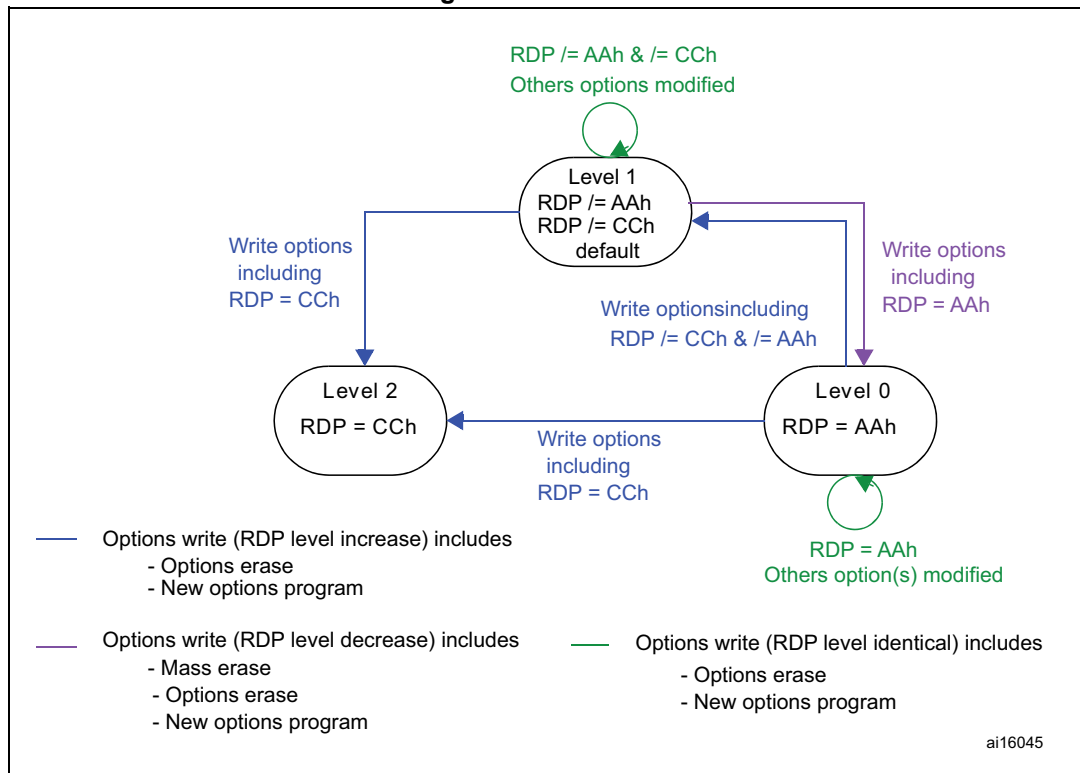 g
RDP /= AAh & /= CCh
Others options modified
Level 1
RDP /= AAh
RDP /= CCh
default
Write options
including
RDP = CCh
Write options
including
RDP = AAh
Write optionsincluding
RDP /= CCh & /= AAh
Level 2
RDP = CCh
Level 0
RDP = AAh
Write options
including
RDP = CCh
RDP = AAh
Others option(s) modified
Options write (RDP level increase) includes
- Options erase
- New options program
Options write (RDP level decrease) includes
- Mass erase
- Options erase
- New options program
Options write (RDP level identical) includes
- Options erase
- New options program
ai16045